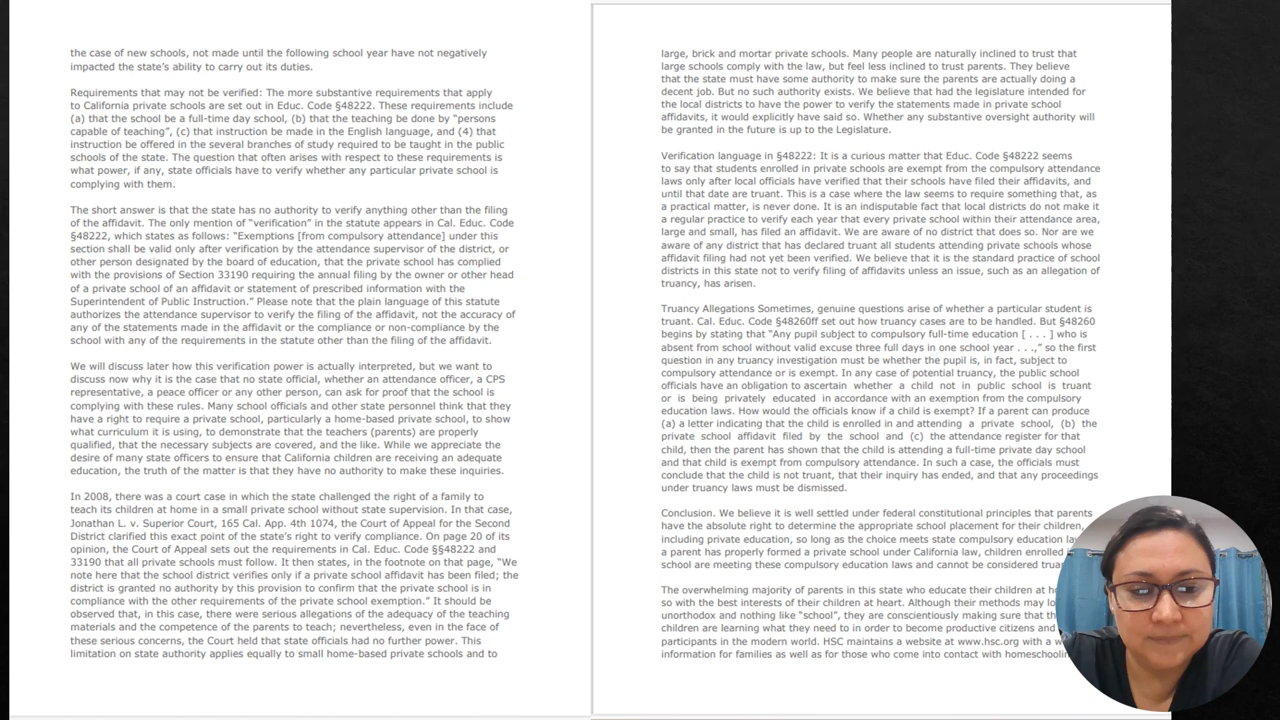 the case of new schools, not made until the following school year have not negatively
impacted the state's ability to carry out its duties.
Requirements that may not be verified: The more substantive requirements that apply
to California private schools are set out in Educ. Code §48222. These requirements include
(a) that the school be a full-time day school, (b) that the teaching be done by "persons
capable of teaching", (c) that instruction be made in the English language, and (4) that
instruction be offered in the several branches of study required to be taught in the public
schools of the state. The question that often arises with respect to these requirements is
what power, if any, state officials have to verify whether any particular private school is
complying with them.
The short answer is that the state has no authority to verify anything other than the filing
of the affidavit. The only mention of "verification" in the statute appears in Cal. Educ. Code
§48222, which states as follows: "Exemptions [from compulsory attendance] under this
section shall be valid only after verification by the attendance supervisor of the district, or
other person designated by the board of education, that the private school has complied
with the provisions of Section 33190 requiring the annual filing by the owner or other head
of a private school of an affidavit or statement of prescribed information with the
Superintendent of Public Instruction." Please note that the plain language of this statute
authorizes the attendance supervisor to verify the filing of the affidavit, not the accuracy of
any of the statements made in the affidavit or the compliance or non-compliance by the
school with any of the requirements in the statute other than the filing of the affidavit.
We will discuss later how this verification power is actually interpreted, but we want to
discuss now why it is the case that no state official, whether an attendance officer, a CPS
representative, a peace officer or any other person, can ask for proof that the school is
complying with these rules. Many school officials and other state personnel think that they
have a right to require a private school, particularly a home-based private school, to show
what curriculum it is using, to demonstrate that the teachers (parents) are properly
qualified, that the necessary subjects are covered, and the like. While we appreciate the
desire of many state officers to ensure that California children are receiving an adequate
education, the truth of the matter is that they have no authority to make these inquiries.
In 2008, there was a court case in which the state challenged the right of a family to
teach its children at home in a small private school without state supervision. In that case,
Jonathan L. v. Superior Court, 165 Cal. App. 4th 1074, the Court of Appeal for the Second
District clarified this exact point of the state's right to verify compliance. On page 20 of its
opinion, the Court of Appeal sets out the requirements in Cal. Educ. Code §§48222 and
33190 that all private schools must follow. It then states, in the footnote on that page, "We
note here that the school district verifies only if a private school affidavit has been filed; the
district is granted no authority by this provision to confirm that the private school is in
compliance with the other requirements of the private school exemption." It should be
observed that, in this case, there were serious allegations of the adequacy of the teaching
materials and the competence of the parents to teach; nevertheless, even in the face of
these serious concerns, the Court held that state officials had no further power. This
limitation on state authority applies equally to small home-based private schools and to
large, brick and mortar private schools. Many people are naturally inclined to trust that
large schools comply with the law, but feel less inclined to trust parents. They believe
that the state must have some authority to make sure the parents are actually doing a
decent job. But no such authority exists. We believe that had the legislature intended for
the local districts to have the power to verify the statements made in private school
affidavits, it would explicitly have said so. Whether any substantive oversight authority will
be granted in the future is up to the Legislature.
Verification language in §48222: It is a curious matter that Educ. Code §48222 seems
to say that students enrolled in private schools are exempt from the compulsory attendance
laws only after local officials have verified that their schools have filed their affidavits, and
until that date are truant. This is a case where the law seems to require something that, as
a practical matter, is never done. It is an indisputable fact that local districts do not make it
a regular practice to verify each year that every private school within their attendance area,
large and small, has filed an affidavit. We are aware of no district that does so. Nor are we
aware of any district that has declared truant all students attending private schools whose
affidavit filing had not yet been verified. We believe that it is the standard practice of school
districts in this state not to verify filing of affidavits unless an issue, such as an allegation of
truancy, has arisen.
Truancy Allegations Sometimes, genuine questions arise of whether a particular student is
truant. Cal. Educ. Code §48260ff set out how truancy cases are to be handled. But §48260
begins by stating that "Any pupil subject to compulsory full-time education [ . . . ] who is
absent from school without valid excuse three full days in one school year . . .," so the first
question in any truancy investigation must be whether the pupil is, in fact, subject to
compulsory attendance or is exempt. In any case of potential truancy, the public school
officials have an obligation to ascertain whether a child not in public school is truant
or is being privately educated in accordance with an exemption from the compulsory
education laws. How would the officials know if a child is exempt? If a parent can produce
(a) a letter indicating that the child is enrolled in and attending a private school, (b) the
private school affidavit filed by the school and (c) the attendance register for that
child, then the parent has shown that the child is attending a full-time private day school
and that child is exempt from compulsory attendance. In such a case, the officials must
conclude that the child is not truant, that their inquiry has ended, and that any proceedings
under truancy laws must be dismissed.
Conclusion. We believe it is well settled under federal constitutional principles that parents
have the absolute right to determine the appropriate school placement for their children,
including private education, so long as the choice meets state compulsory education
a parent has properly formed a private school under California law, children enrolled
school are meeting these compulsory education laws and cannot be considered
The overwhelming majority of parents in this state who educate their children at
so with the best interests of their children at heart. Although their methods may
unorthodox and nothing like "school", they are conscientiously making sure that
children are learning what they need to in order to become productive citizens and
participants in the modern world. HSC maintains a website at www.hsc.org with a
information for families as well as for those who come into contact with